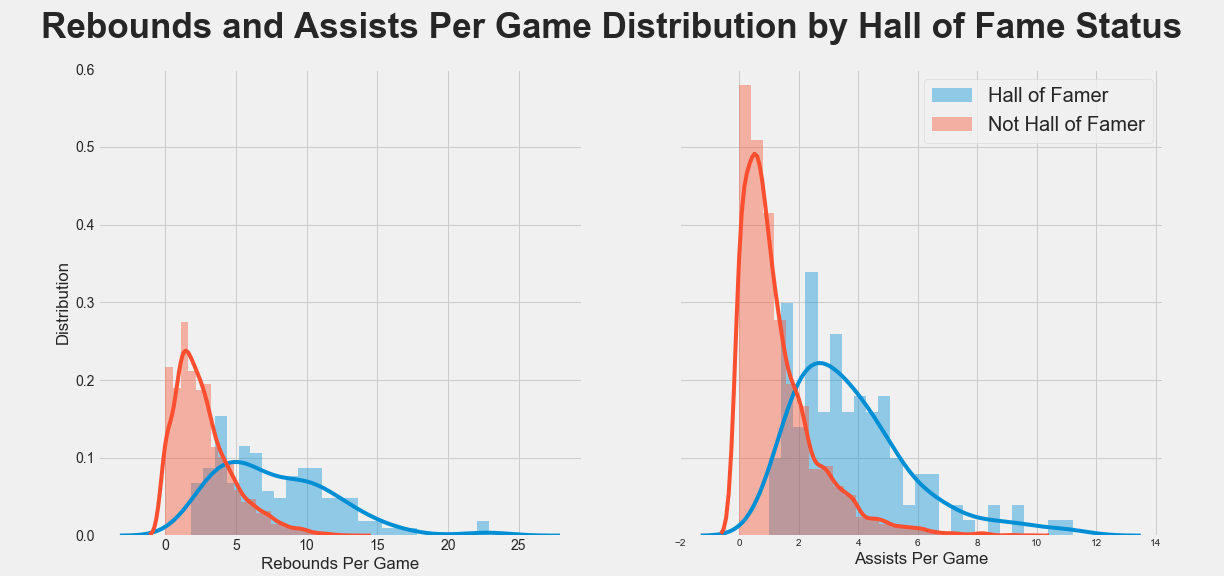 Rebounds and Assists Per Game Distribution by Hall of Fame Status
0.6
0.5
0.4
0.3
0.2
0.1
0.0
Distribution
0 5 10 15 20 25
Rebounds Per Game
Hall of Famer
Not Hall of Famer
−2 0 2 4 6 8 10 12 14
Assists Per Game